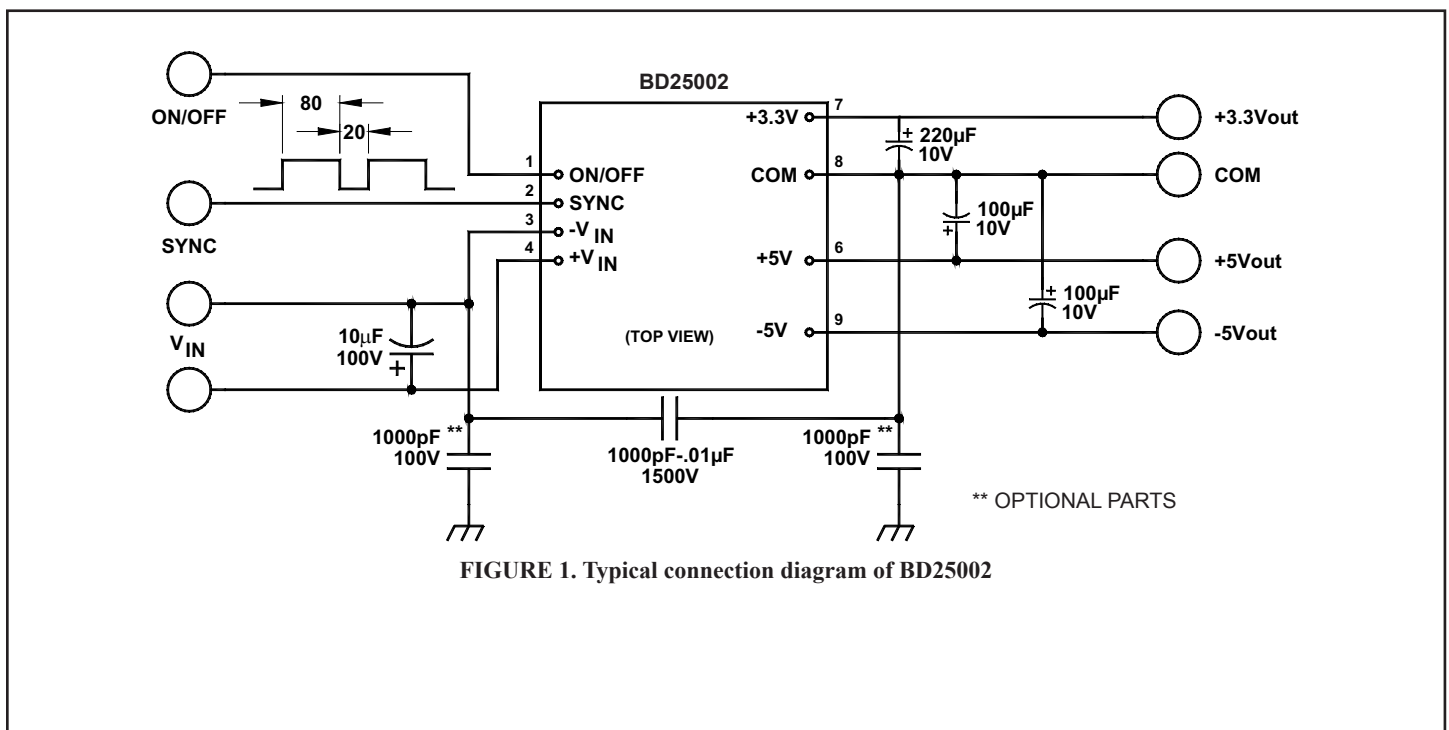 BD25002
ON/OFF
80
20
SYNC
V IN
10µF
100V
+
1
ON/OFF
2
SYNC
3
-V IN
4
+V IN
(TOP VIEW)
+3.3V
7
COM
8
+5V
6
-5V
9
+ 220µF
10V
100µF
+ 10V
+
100µF
10V
+3.3Vout
COM
+5Vout
-5Vout
1000pF **
100V
1000pF-.01µF
1500V
1000pF **
100V
** OPTIONAL PARTS
FIGURE 1. Typical connection diagram of BD25002